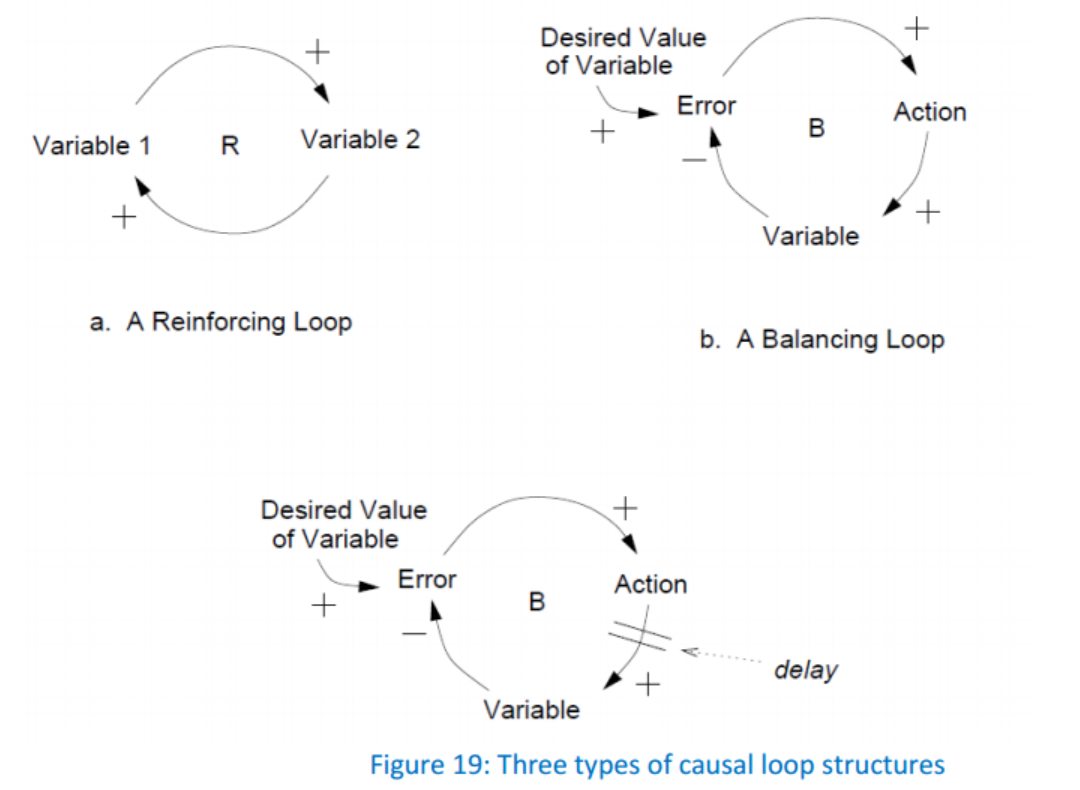 +
Variable 1
R
Variable 2
+
a. A Reinforcing Loop
Desired Value
of Variable
+
Error
+
Action
B
−
+
Variable
b. A Balancing Loop
Desired Value
of Variable
+
Error
+
Action
B
−
+
delay
Variable
Figure 19: Three types of causal loop structures